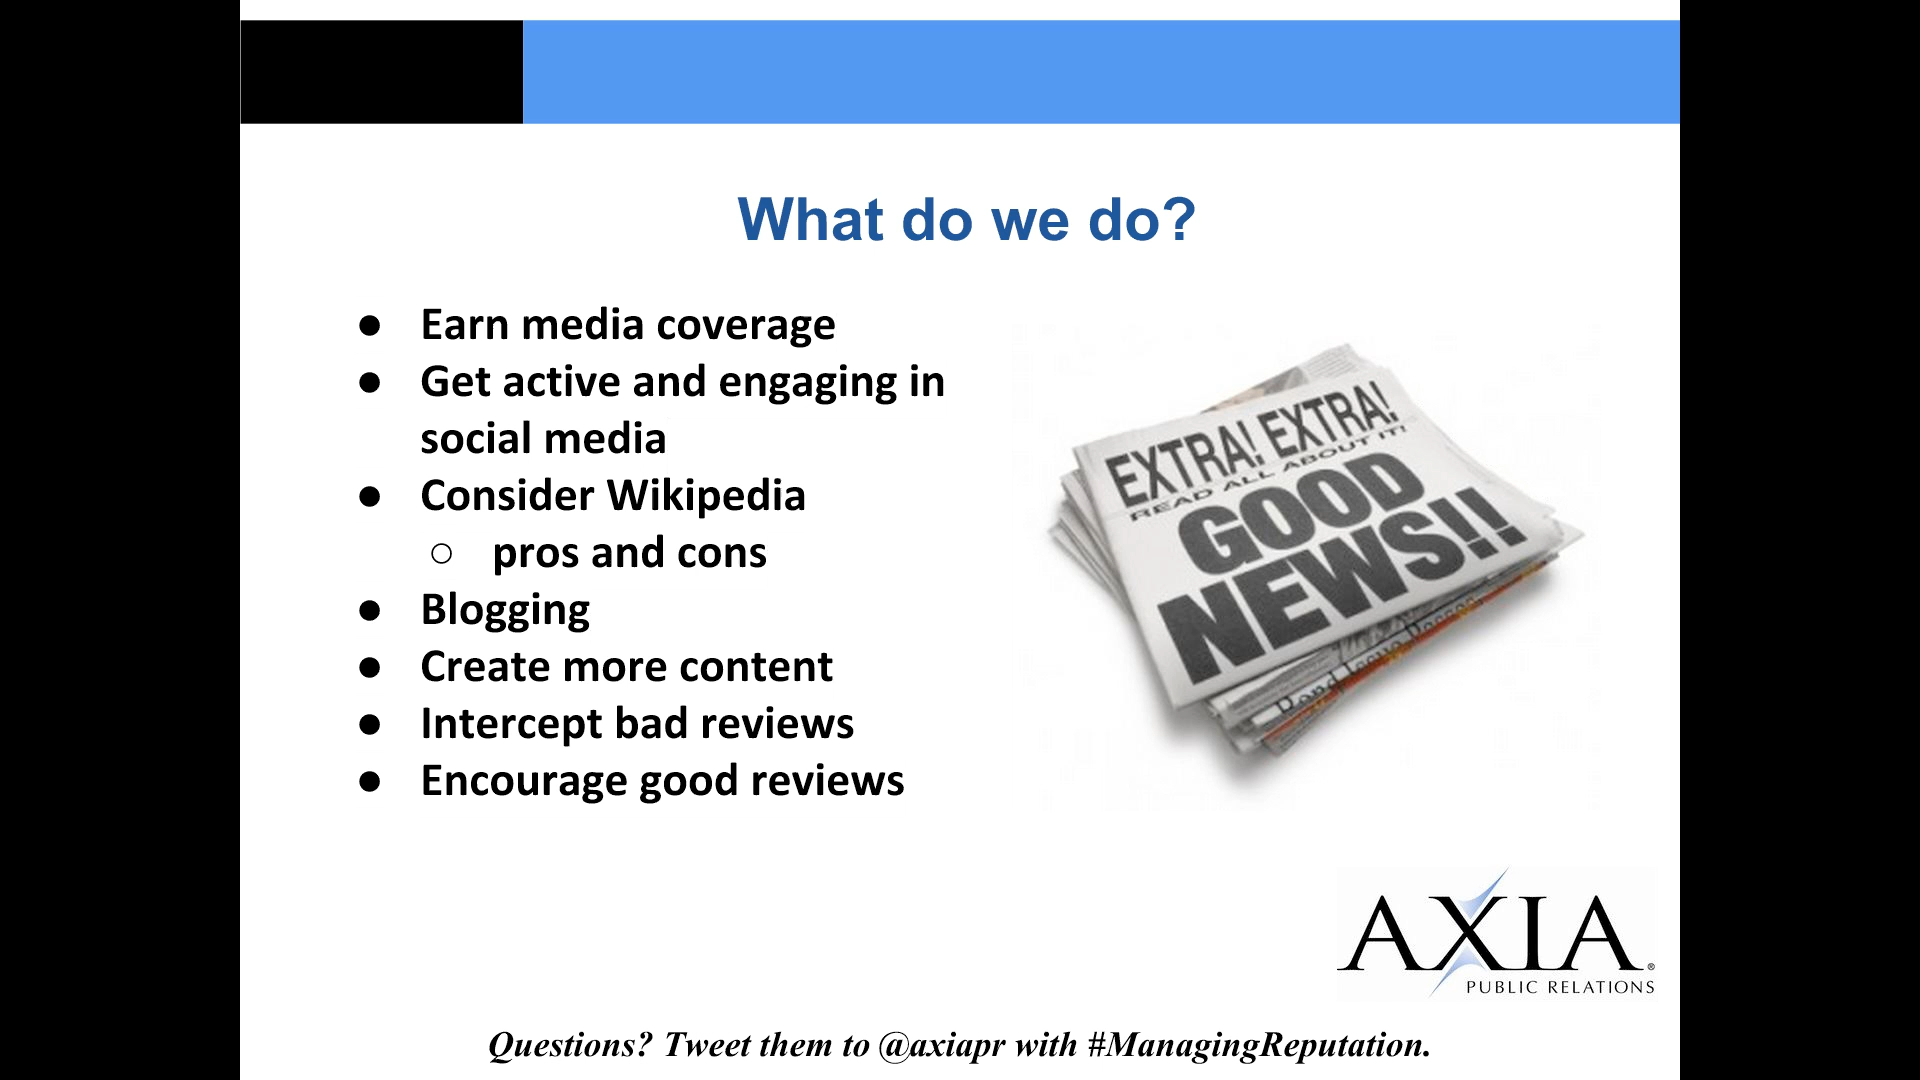 What do we do?
● Earn media coverage
● Get active and engaging in
social media
● Consider Wikipedia
○ pros and cons
● Blogging
● Create more content
● Intercept bad reviews
● Encourage good reviews
EXTRA! EXTRA!
READ ALL ABOUT IT!
GOOD
NEWS!!
AXIA®
PUBLIC RELATIONS
Questions? Tweet them to @axiapr with #ManagingReputation.